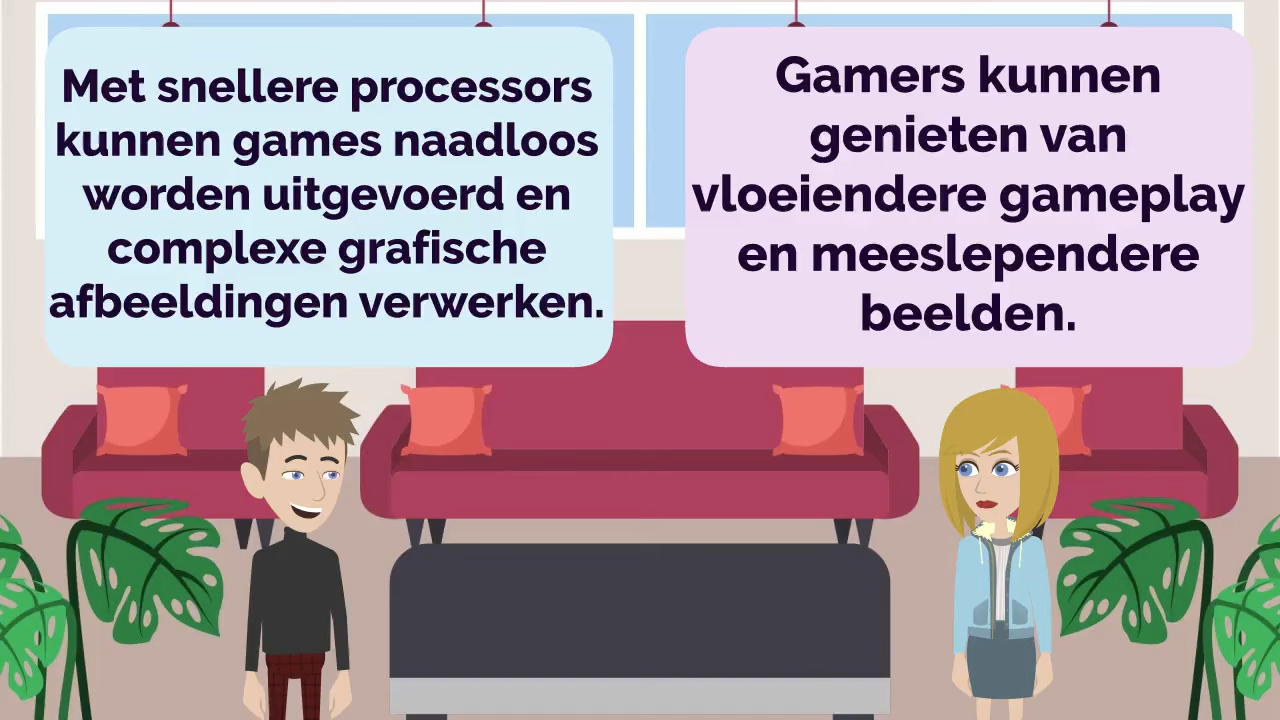 Met snellere processors
kunnen games naadloos
worden uitgevoerd en
complexe grafische
afbeeldingen verwerken.
Gamers kunnen
genieten van
vloeiendere gameplay
en meeslependere
beelden.